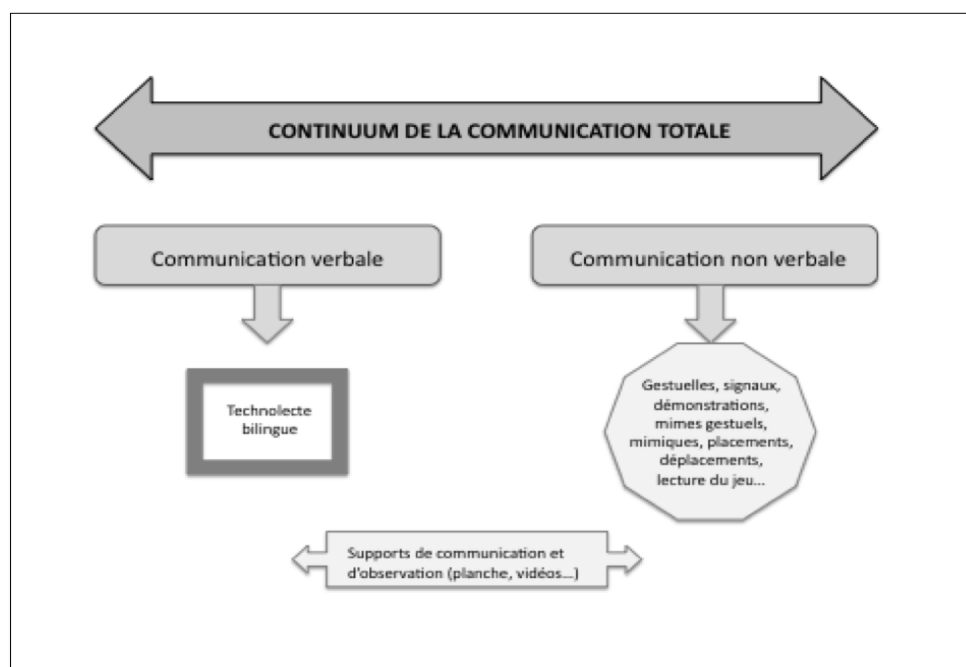 CONTINUUM DE LA COMMUNICATION TOTALE
Communication verbale
Communication non verbale
Technolecte
bilingue
Gestuelles, signaux,
démonstrations,
mimes gestuels,
mimiques, placements,
déplacements,
lecture du jeu...
Supports de communication et
d'observation (planche, vidéos...)